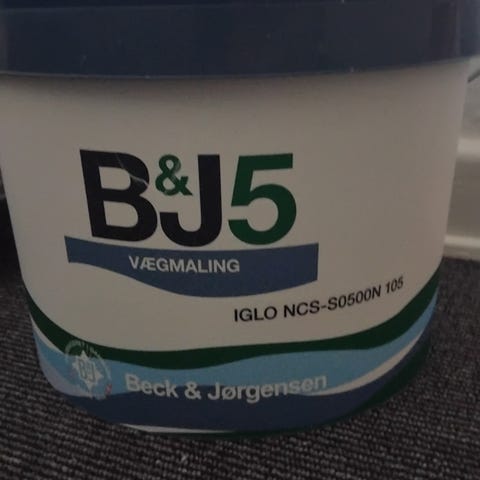 B&J5
VÆGMALING
IGLO NCS-S0500N 105
B&J
Beck & Jørgensen